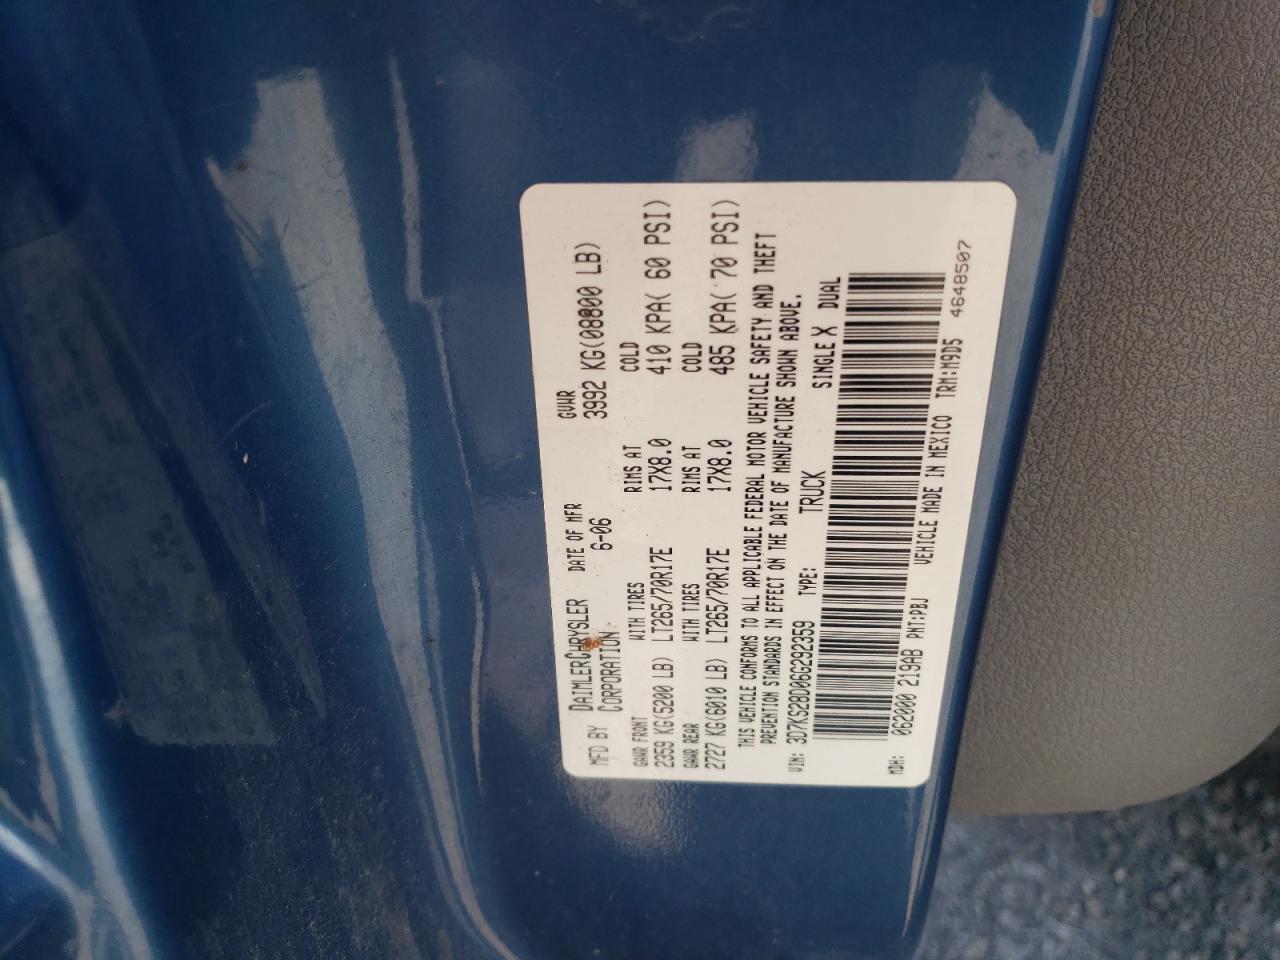 MFD BY DAIMLERCHRYSLER CORPORATION DATE OF MFR 6-06 GVWR 3992 KG(08800 LB)
GAWR FRONT WITH TIRES RIMS AT COLD
2359 KG(5200 LB) LT265/70R17E 17X8.0 410 KPA( 60 PSI)
GAWR REAR WITH TIRES RIMS AT COLD
2727 KG(6010 LB) LT265/70R17E 17X8.0 485 KPA( 70 PSI)
THIS VEHICLE CONFORMS TO ALL APPLICABLE FEDERAL MOTOR VEHICLE SAFETY AND THEFT
PREVENTION STANDARDS IN EFFECT ON THE DATE OF MANUFACTURE SHOWN ABOVE.
VIN: 3D7KS28D06G292359 TYPE: TRUCK SINGLE X DUAL
MDH: 062000 219AB PNT:PBJ VEHICLE MADE IN MEXICO TRM:M9D5 4648507